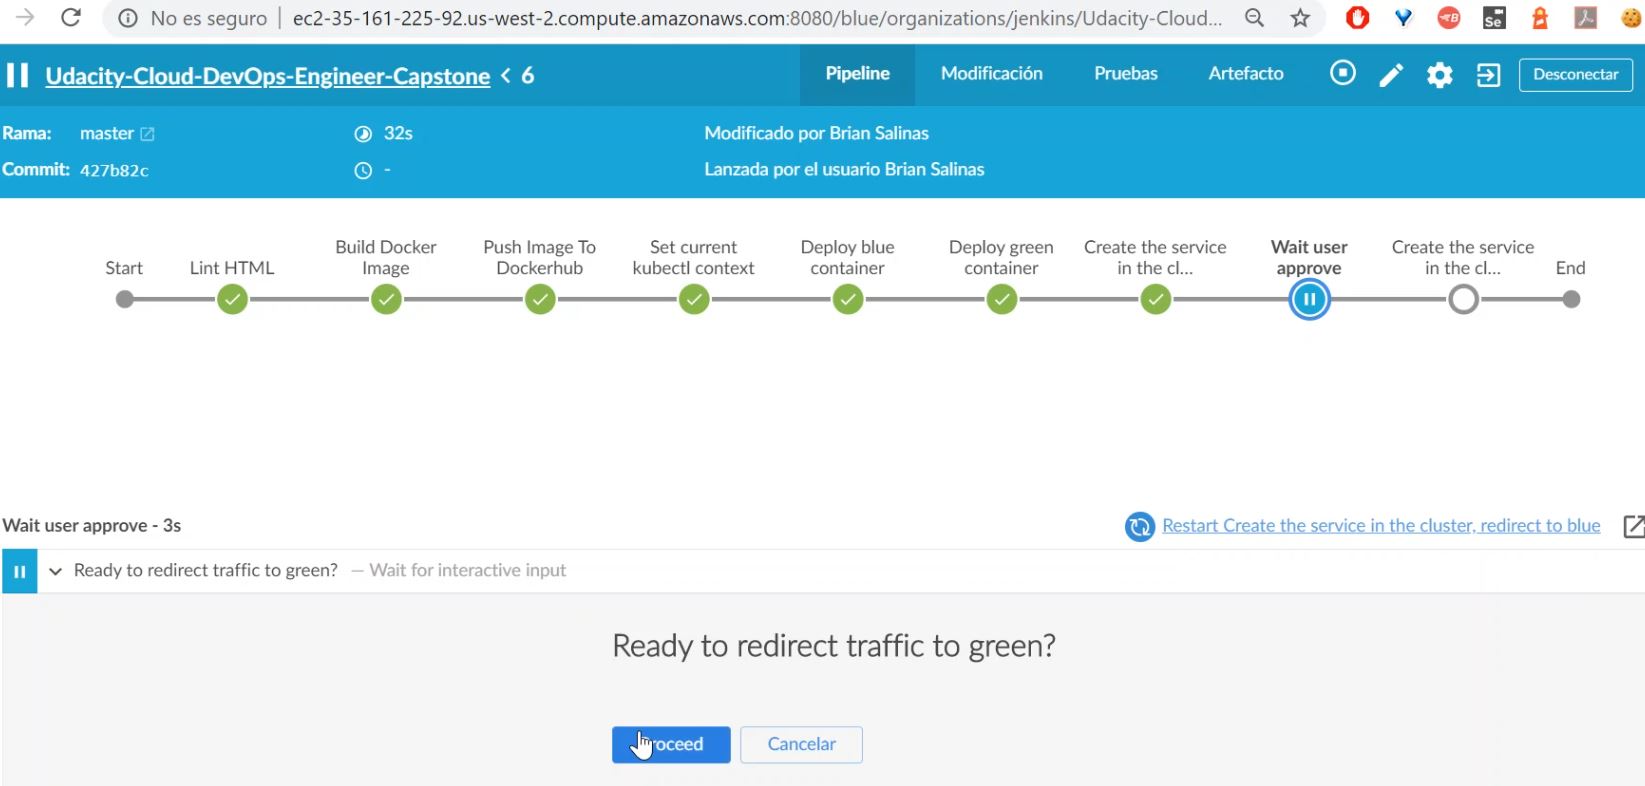 No es seguro | ec2-35-161-225-92.us-west-2.compute.amazonaws.com:8080/blue/organizations/jenkins/Udacity-Cloud...
Udacity-Cloud-DevOps-Engineer-Capstone < 6
Pipeline Modificación Pruebas Artefacto Desconectar
Rama: master 32s Modificado por Brian Salinas
Commit: 427b82c - Lanzada por el usuario Brian Salinas
Start
Lint HTML
Build Docker
Image
Push Image To
Dockerhub
Set current
kubectl context
Deploy blue
container
Deploy green
container
Create the service
in the cl...
Wait user
approve
Create the service
in the cl...
End
Wait user approve - 3s
Restart Create the service in the cluster, redirect to blue
Ready to redirect traffic to green? — Wait for interactive input
Ready to redirect traffic to green?
Proceed Cancelar